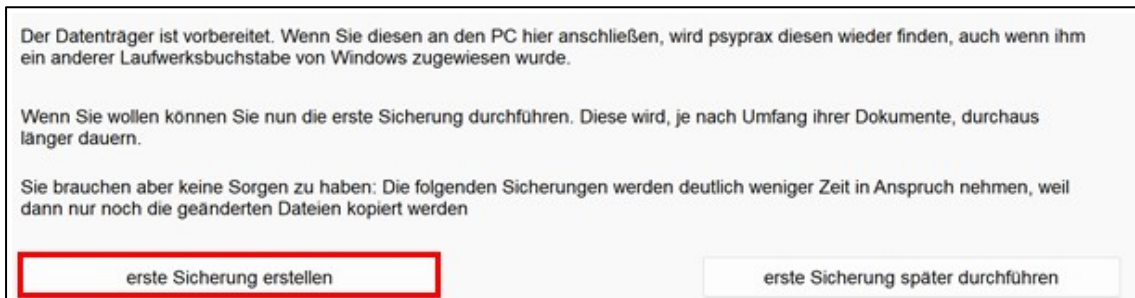 Der Datenträger ist vorbereitet. Wenn Sie diesen an den PC hier anschließen, wird psyprax diesen wieder finden, auch wenn ihm
ein anderer Laufwerksbuchstabe von Windows zugewiesen wurde.
Wenn Sie wollen können Sie nun die erste Sicherung durchführen. Diese wird, je nach Umfang ihrer Dokumente, durchaus
länger dauern.
Sie brauchen aber keine Sorgen zu haben: Die folgenden Sicherungen werden deutlich weniger Zeit in Anspruch nehmen, weil
dann nur noch die geänderten Dateien kopiert werden
erste Sicherung erstellen
erste Sicherung später durchführen